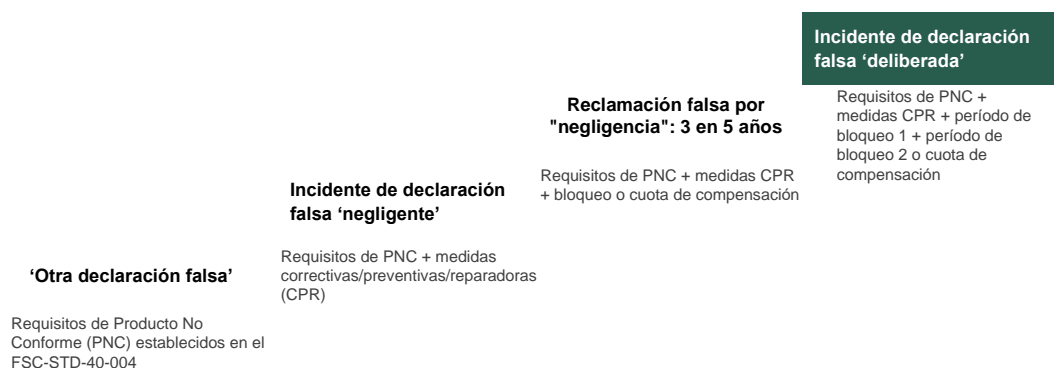 Incidente de declaración
falsa ‘deliberada’
Requisitos de PNC +
medidas CPR + período de
bloqueo 1 + período de
bloqueo 2 o cuota de
compensación
Reclamación falsa por
"negligencia": 3 en 5 años
Requisitos de PNC + medidas CPR
+ bloqueo o cuota de compensación
Incidente de declaración
falsa ‘negligente’
Requisitos de PNC + medidas
correctivas/preventivas/reparadoras
(CPR)
‘Otra declaración falsa’
Requisitos de Producto No
Conforme (PNC) establecidos en el
FSC-STD-40-004